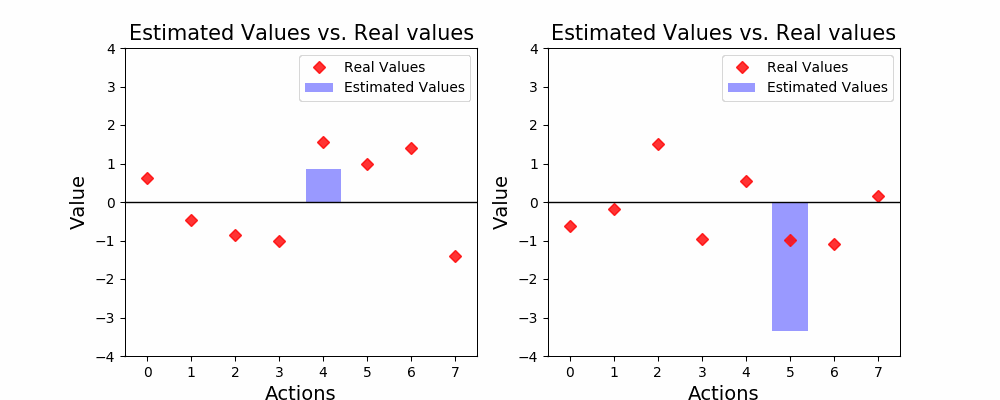 Estimated Values vs. Real values
Real Values
Estimated Values
4
3
2
1
0
−1
−2
−3
−4
Value
0 1 2 3 4 5 6 7
Actions
Estimated Values vs. Real values
Real Values
Estimated Values
4
3
2
1
0
−1
−2
−3
−4
Value
0 1 2 3 4 5 6 7
Actions